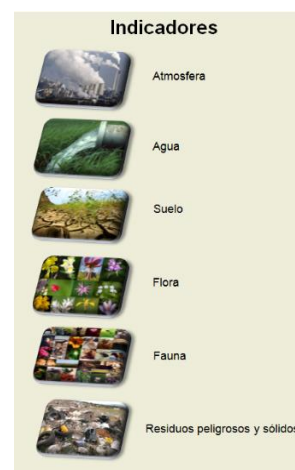 Indicadores
Atmosfera
Agua
Suelo
Flora
Fauna
Residuos peligrosos y sólidos